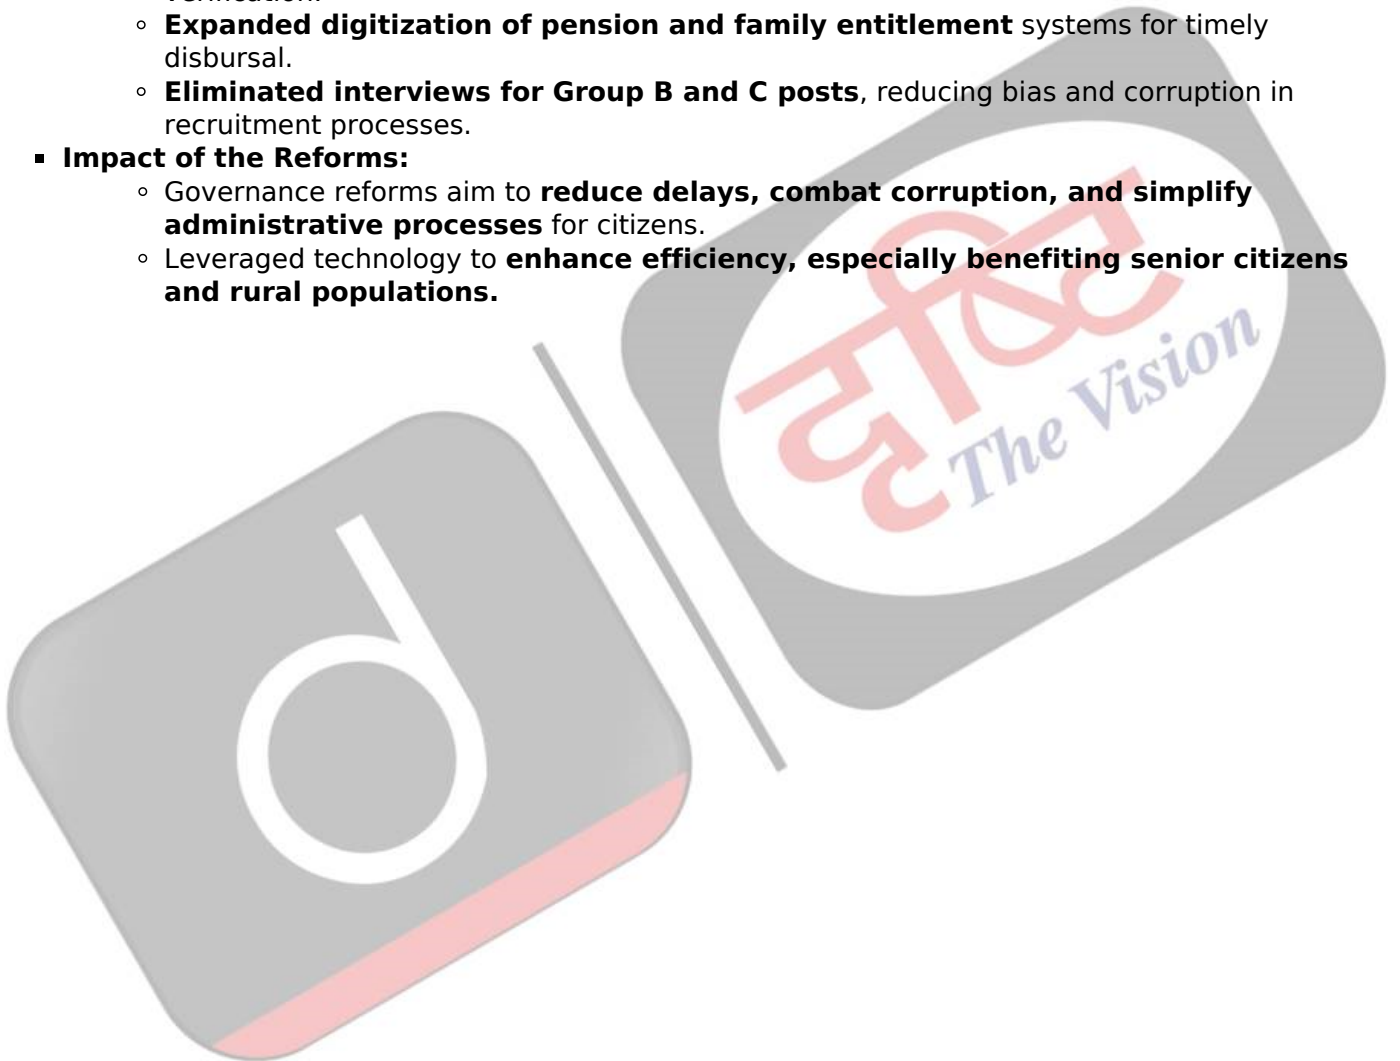 verification.
◦ Expanded digitization of pension and family entitlement systems for timely
disbursal.
◦ Eliminated interviews for Group B and C posts, reducing bias and corruption in
recruitment processes.
▪ Impact of the Reforms:
◦ Governance reforms aim to reduce delays, combat corruption, and simplify
administrative processes for citizens.
◦ Leveraged technology to enhance efficiency, especially benefiting senior citizens
and rural populations.
दृष्टि
The Vision
d